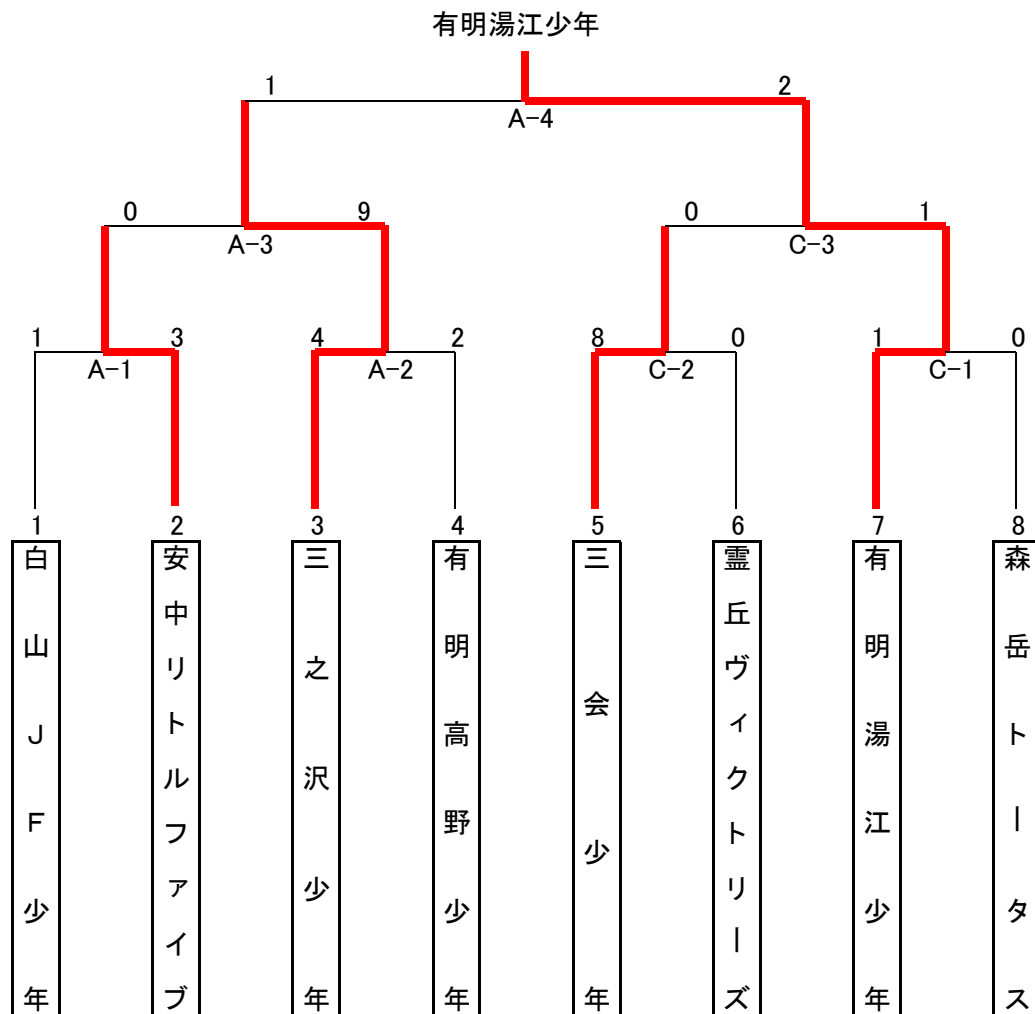 有明湯江少年
1 2
A-4
0 9 0 1
A-3 C-3
1 3 4 2 8 0 1 0
A-1 A-2 C-2 C-1
1 2 3 4 5 6 7 8
白山JF少年
安中リトルファイブ
三之沢少年
有明高野少年
三会少年
霊丘ヴィクトリーズ
有明湯江少年
森岳トータス